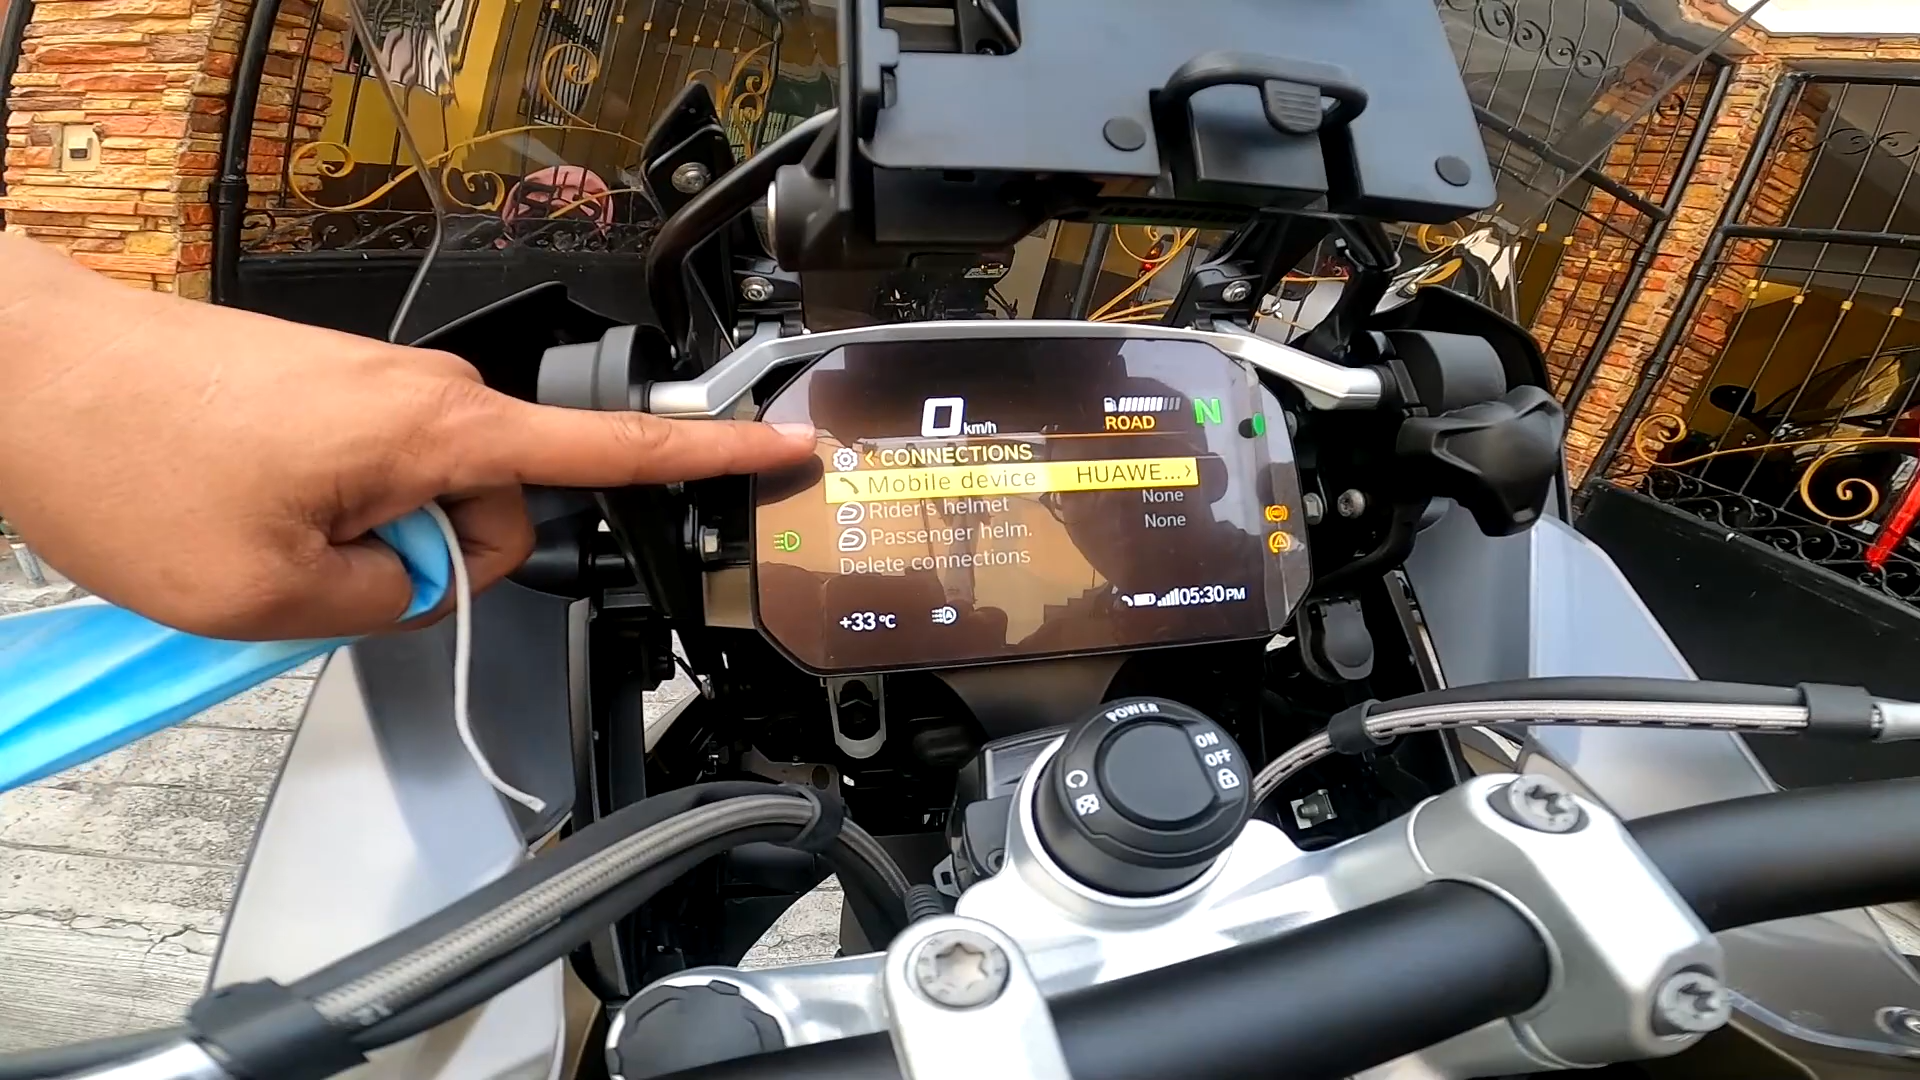 0 km/h
ROAD
N
CONNECTIONS
Mobile device HUAWE...
Rider's helmet None
Passenger helm. None
Delete connections
+33 °C
05:30 PM
POWER
ON
OFF